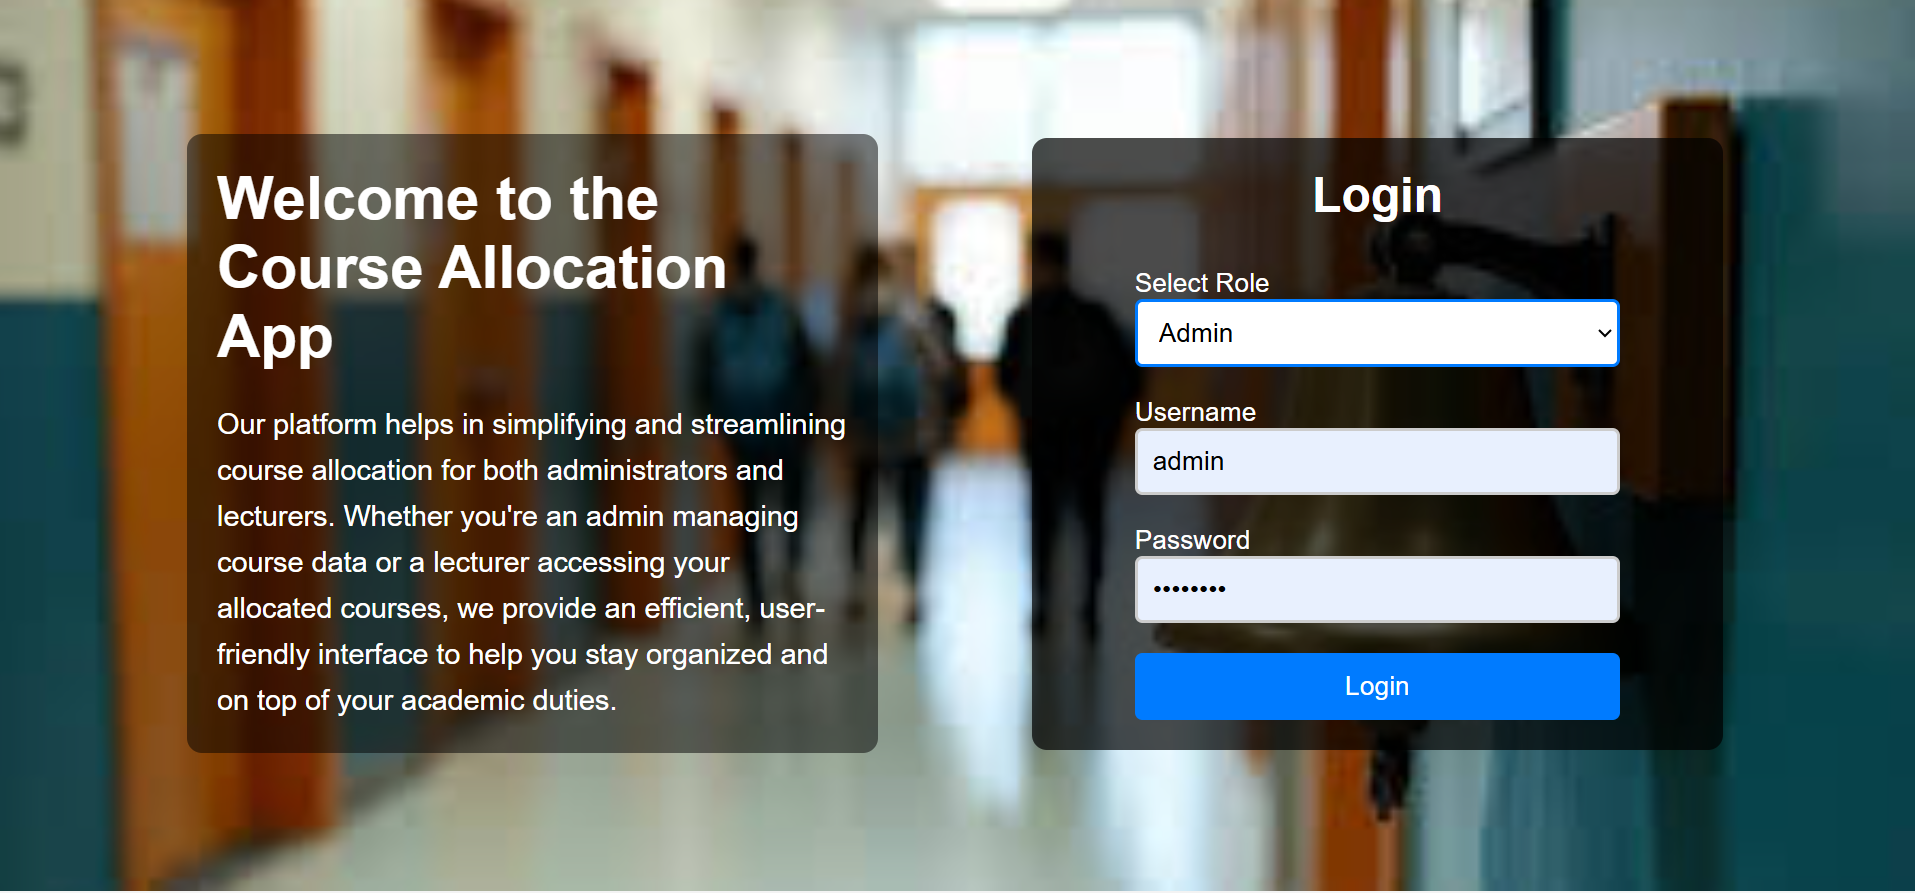 Welcome to the
Course Allocation
App
Our platform helps in simplifying and streamlining
course allocation for both administrators and
lecturers. Whether you're an admin managing
course data or a lecturer accessing your
allocated courses, we provide an efficient, user-
friendly interface to help you stay organized and
on top of your academic duties.
Login
Select Role
Admin
Username
admin
Password
••••••••
Login